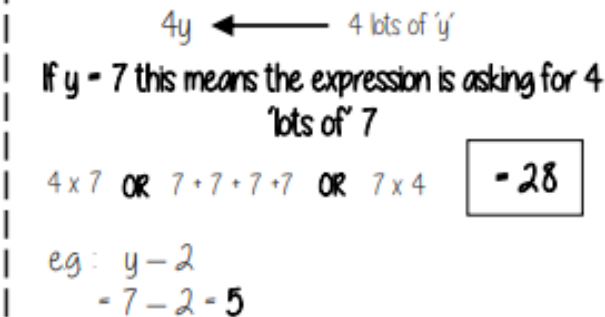 4y ← 4 lots of 'y'
If y = 7 this means the expression is asking for 4
'lots of' 7
4 x 7 OR 7 + 7 + 7 +7 OR 7 x 4 = 28
e.g : y – 2
= 7 – 2 = 5